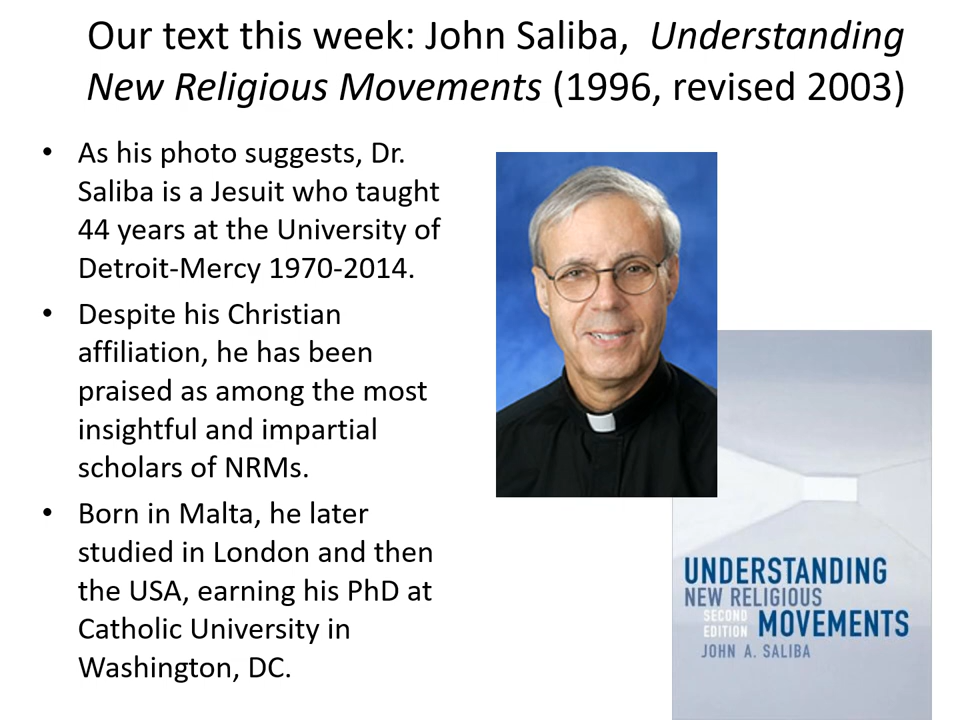 Our text this week: John Saliba,  Understanding
New Religious Movements (1996, revised 2003)
• As his photo suggests, Dr.
Saliba is a Jesuit who taught
44 years at the University of
Detroit-Mercy 1970-2014.
• Despite his Christian
affiliation, he has been
praised as among the most
insightful and impartial
scholars of NRMs.
• Born in Malta, he later
studied in London and then
the USA, earning his PhD at
Catholic University in
Washington, DC.
UNDERSTANDING
NEW RELIGIOUS
SECOND
EDITION MOVEMENTS
JOHN A. SALIBA